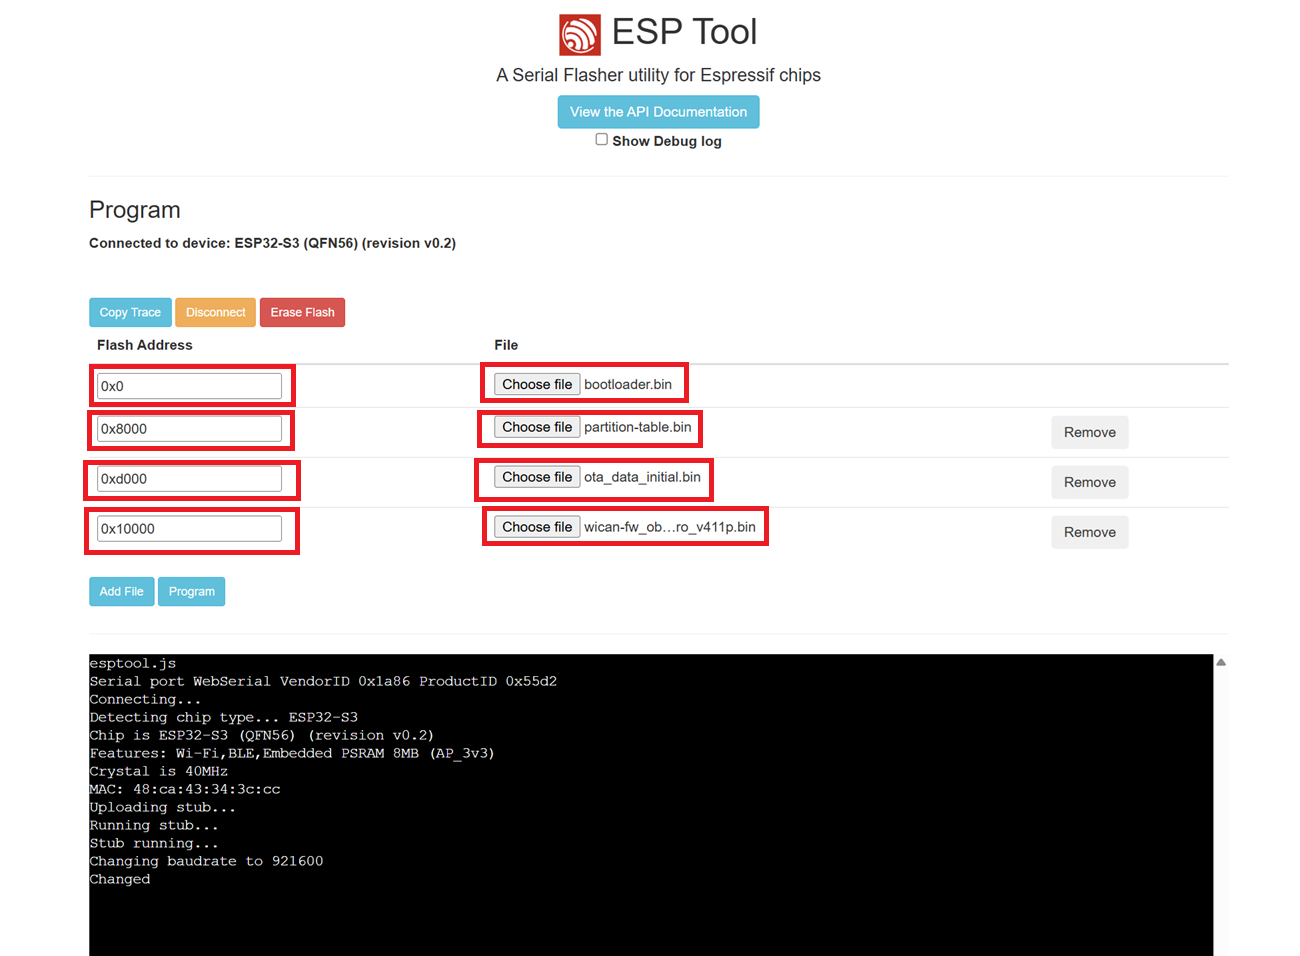 ESP Tool
A Serial Flasher utility for Espressif chips
View the API Documentation
Show Debug log
Program
Connected to device: ESP32-S3 (QFN56) (revision v0.2)
Copy Trace Disconnect Erase Flash
Flash Address File
0x0 Choose file bootloader.bin
0x8000 Choose file partition-table.bin Remove
0xd000 Choose file ota_data_initial.bin Remove
0x10000 Choose file wican-fw_ob...ro_v411p.bin Remove
Add File Program
esptool.js
Serial port WebSerial VendorID 0x1a86 ProductID 0x55d2
Connecting...
Detecting chip type... ESP32-S3
Chip is ESP32-S3 (QFN56) (revision v0.2)
Features: Wi-Fi,BLE,Embedded PSRAM 8MB (AP_3v3)
Crystal is 40MHz
MAC: 48:ca:43:34:3c:cc
Uploading stub...
Running stub...
Stub running...
Changing baudrate to 921600
Changed